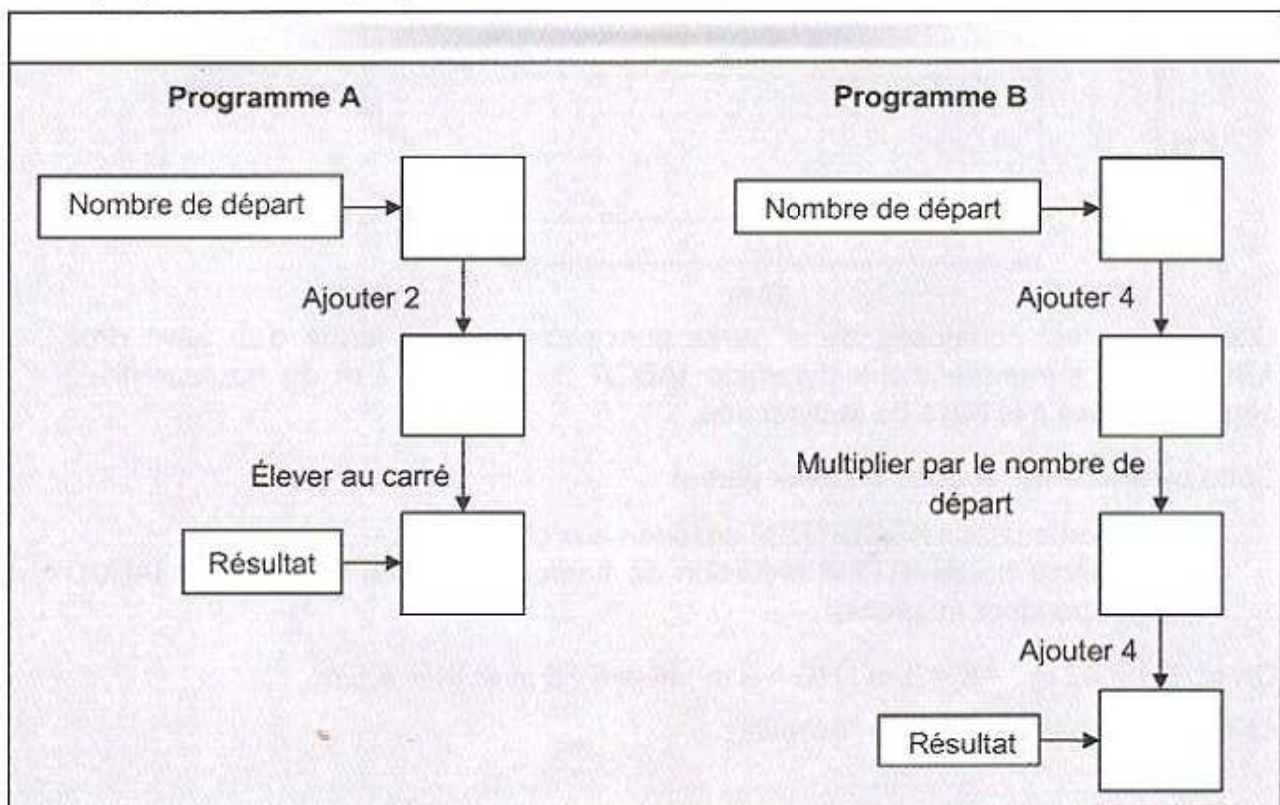 Programme A
Programme B
Nombre de départ
Nombre de départ
Ajouter 2
Ajouter 4
Élever au carré
Multiplier par le nombre de
départ
Résultat
Ajouter 4
Résultat